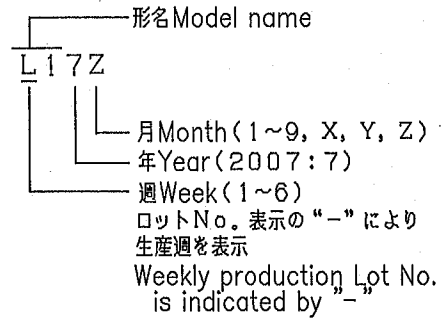 形名Model name
L17Z
月Month(1~9, X, Y, Z)
年Year(2007:7)
週Week(1~6)
ロットNo。表示の“−”により
生産週を表示
Weekly production Lot No.
is indicated by ”−”